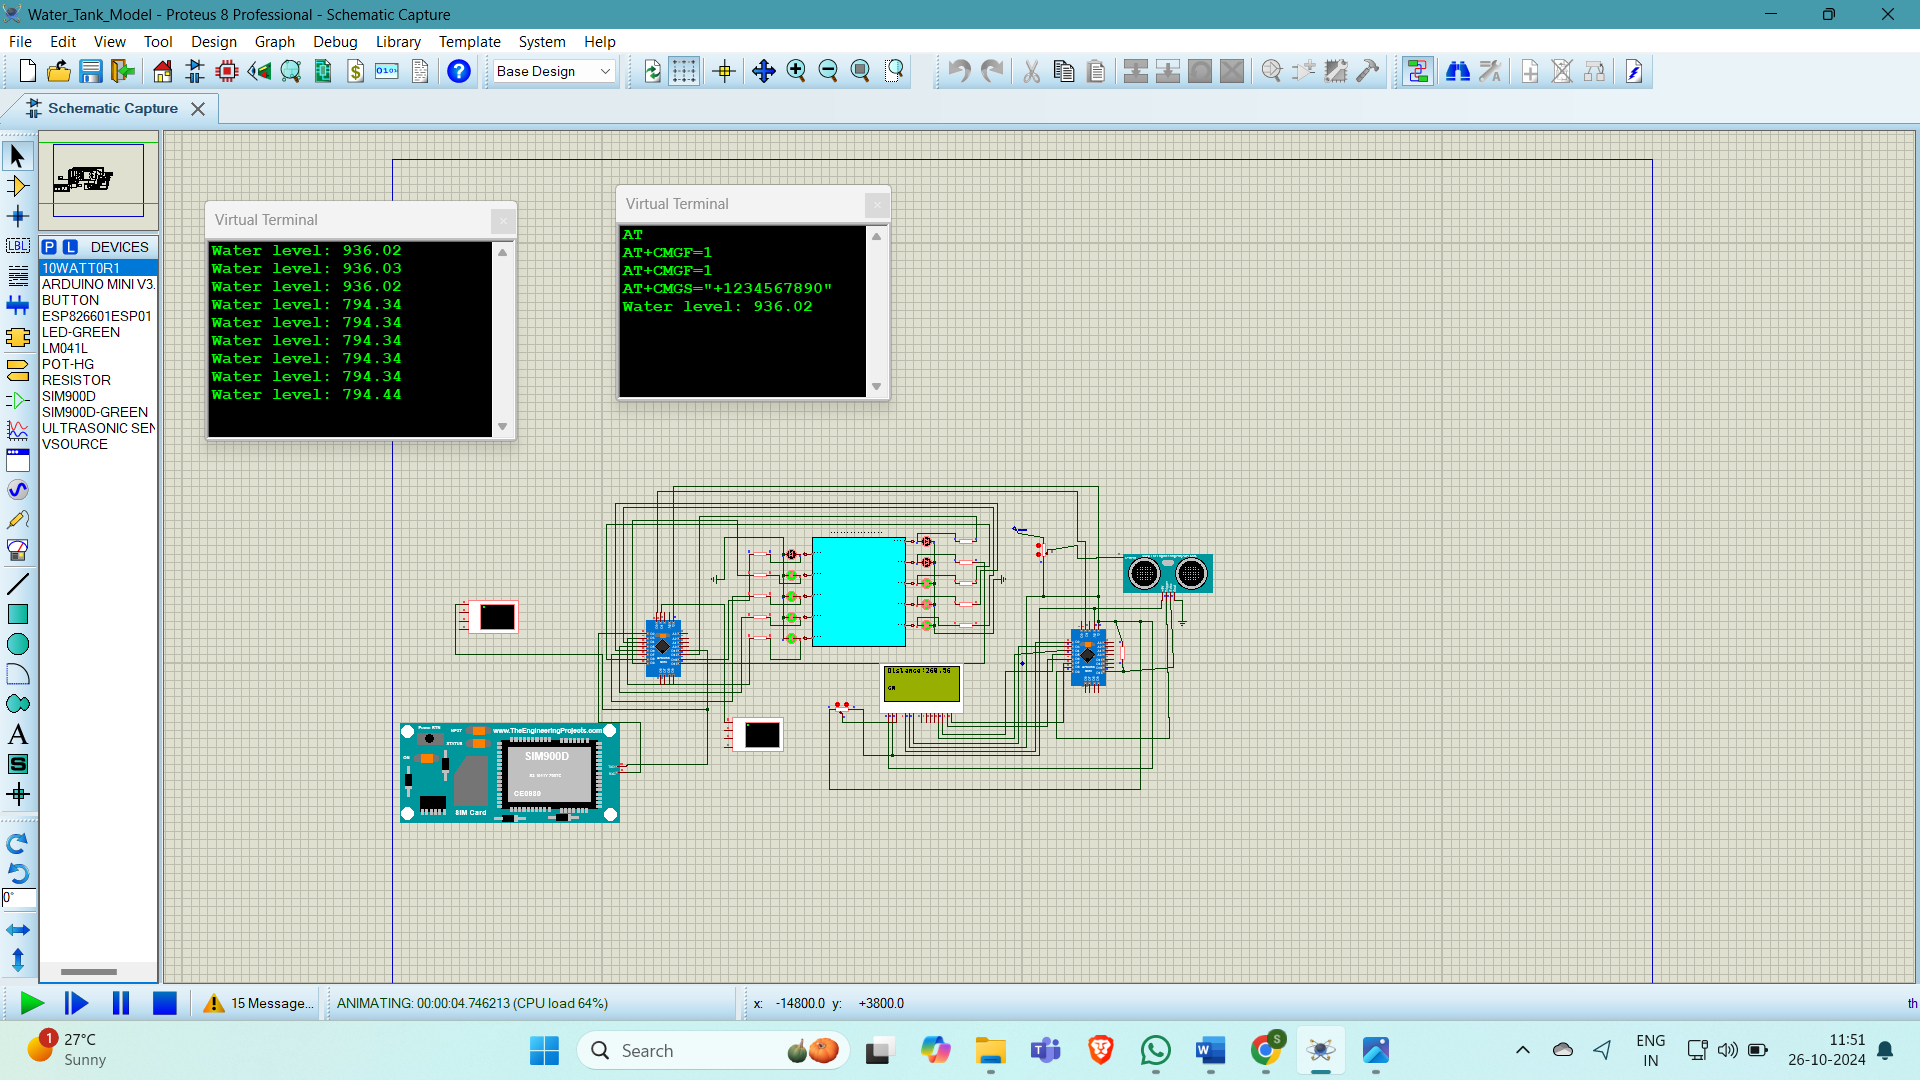 Water_Tank_Model - Proteus 8 Professional - Schematic Capture
File Edit View Tool Design Graph Debug Library Template System Help
Base Design
Schematic Capture
P L DEVICES
10WATT0R1
ARDUINO MINI V3.
BUTTON
ESP826601ESP01
LED-GREEN
LM041L
POT-HG
RESISTOR
SIM900D
SIM900D-GREEN
ULTRASONIC SEN
VSOURCE
LBL
A
S
0°
Virtual Terminal
Water level: 936.02
Water level: 936.03
Water level: 936.02
Water level: 794.34
Water level: 794.34
Water level: 794.34
Water level: 794.34
Water level: 794.34
Water level: 794.44
Virtual Terminal
AT
AT+CMGF=1
AT+CMGF=1
AT+CMGS="+1234567890"
Water level: 936.02
www.TheEngineeringProjects.com
STATUS
SIM900D
SIM Card
15 Message...
ANIMATING: 00:00:04.746213 (CPU load 64%)
x: -14800.0 y: +3800.0
th
1
27°C
Sunny
Search
S
ENG
IN
11:51
26-10-2024